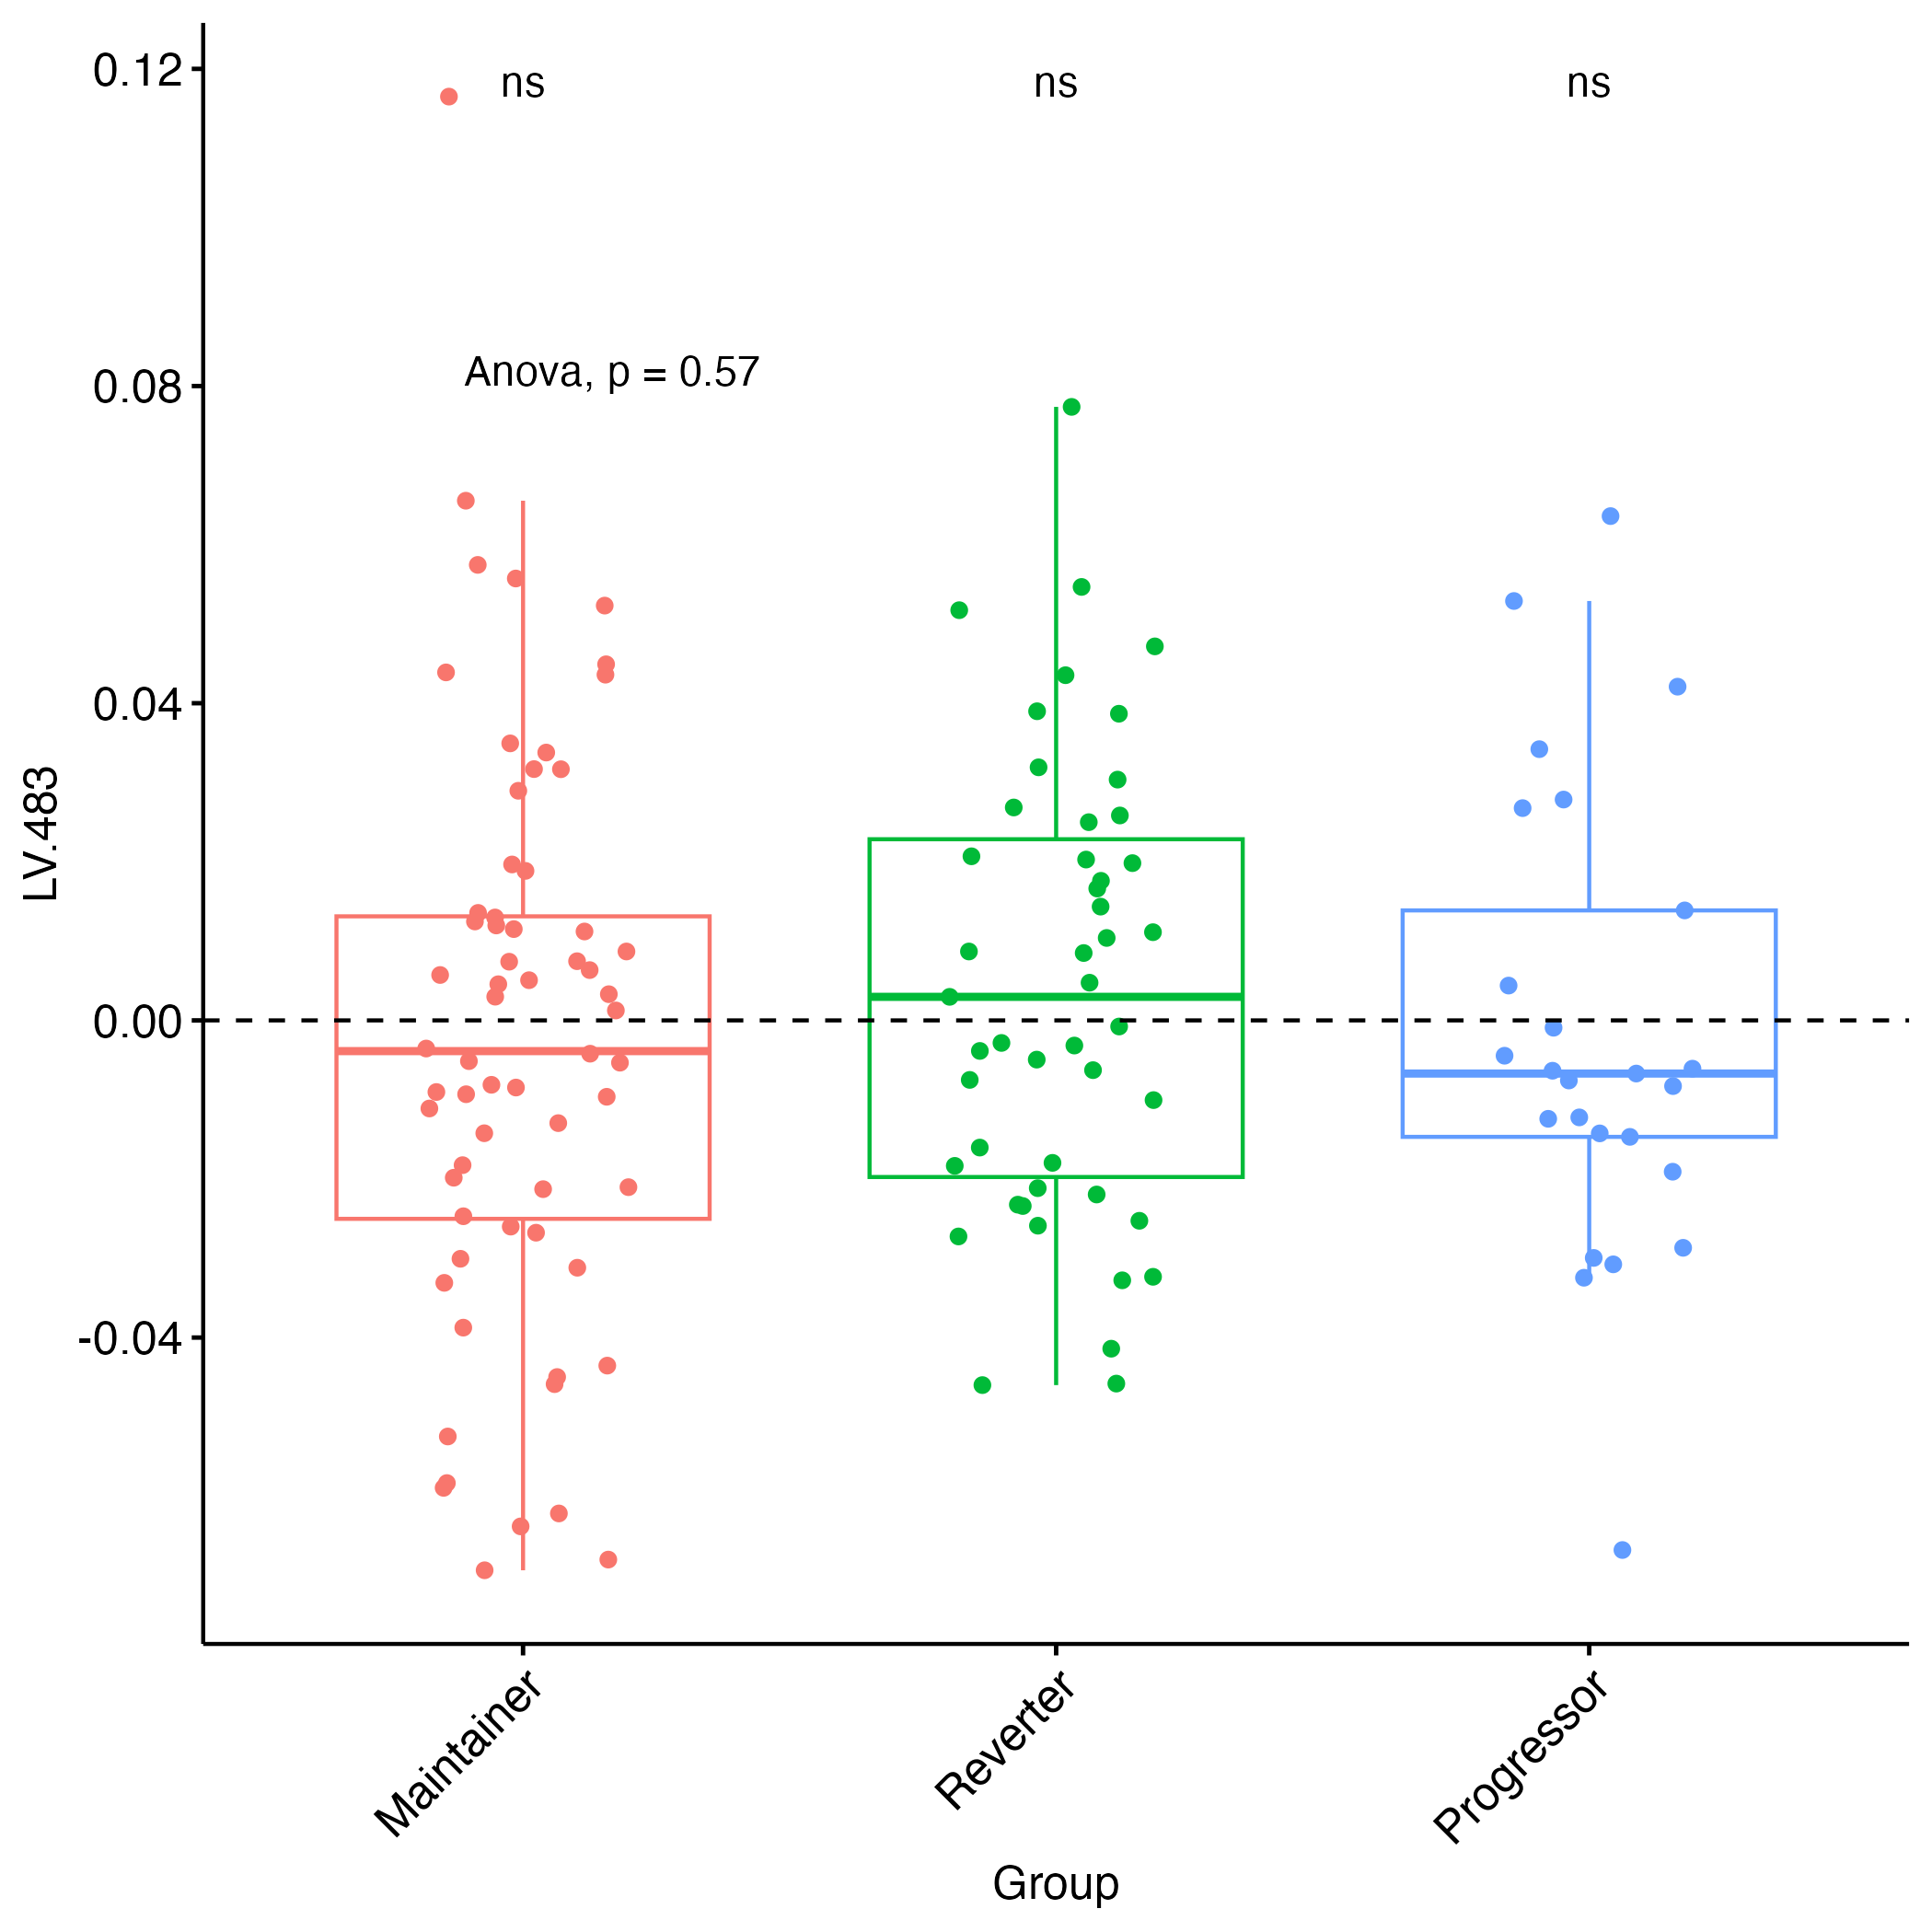 0.12
ns
ns
ns
Anova, p = 0.57
0.08
0.04
LV.483
0.00
-0.04
Maintainer
Reverter
Progressor
Group